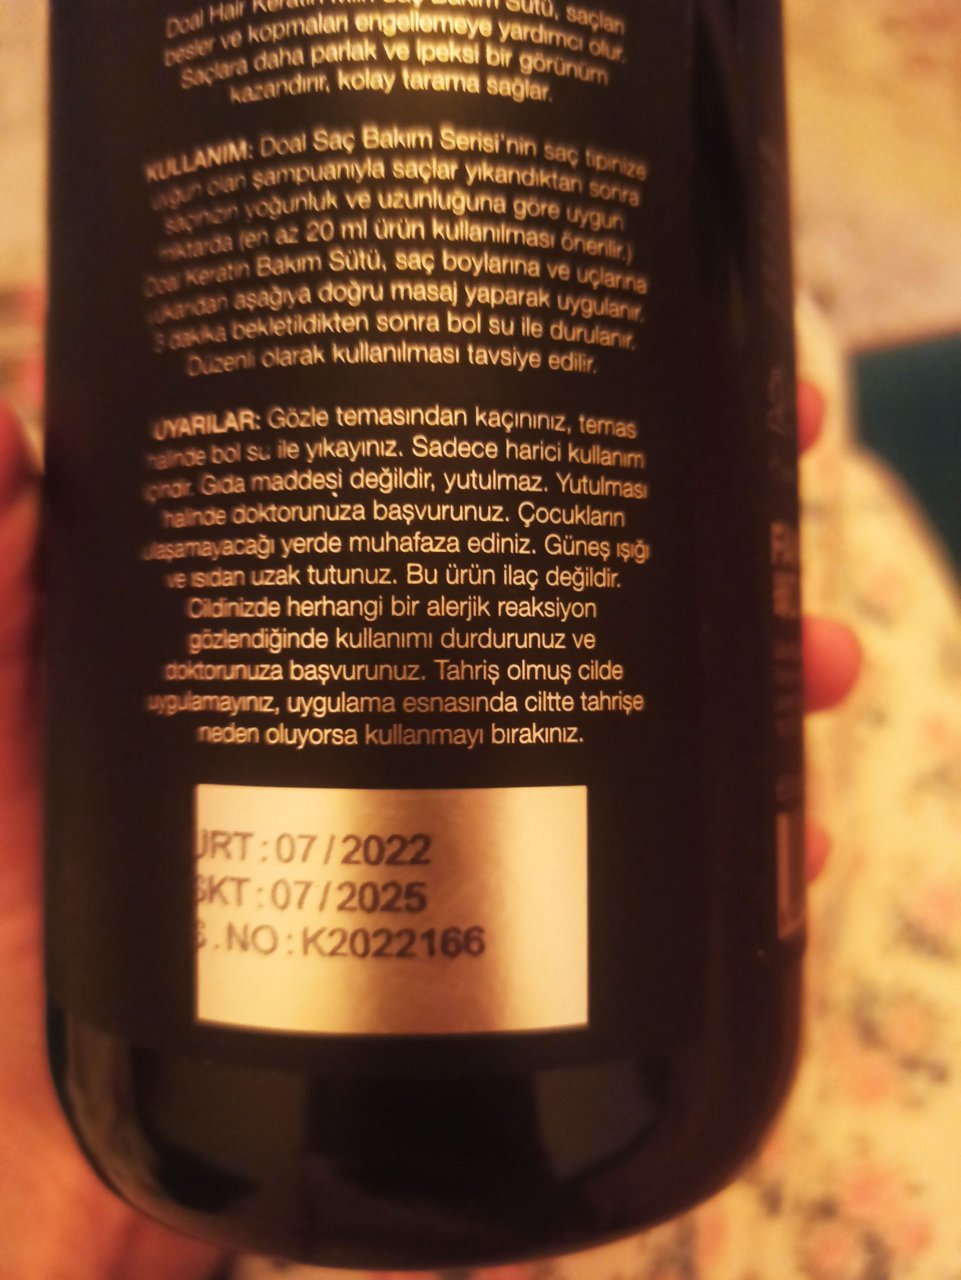 Doal Hair Keratin Milk Saç Bakım Sütü, saçları
besler ve kopmaları engellemeye yardımcı olur.
Saçlara daha parlak ve ipeksi bir görünüm
kazandırır, kolay tarama sağlar.
KULLANIM: Doal Saç Bakım Serisi'nin saç tipinize
uygun olan şampuanıyla saçlar yıkandıktan sonra
saçınızın yoğunluk ve uzunluğuna göre uygun
miktarda (en az 20 ml ürün kullanılması önerilir.)
Doal Keratin Bakım Sütü, saç boylarına ve uçlarına
yukarıdan aşağıya doğru masaj yaparak uygulanır.
dakika bekletildikten sonra bol su ile durulanır.
Düzenli olarak kullanılması tavsiye edilir.
UYARILAR: Gözle temasından kaçınınız, temas
halinde bol su ile yıkayınız. Sadece harici kullanım
içindir. Gıda maddesi değildir, yutulmaz. Yutulması
halinde doktorunuza başvurunuz. Çocukların
ulaşamayacağı yerde muhafaza ediniz. Güneş ışığı
ve ısıdan uzak tutunuz. Bu ürün ilaç değildir.
Cildinizde herhangi bir alerjik reaksiyon
gözlendiğinde kullanımı durdurunuz ve
doktorunuza başvurunuz. Tahriş olmuş cilde
uygulamayınız, uygulama esnasında ciltte tahrişe
neden oluyorsa kullanmayı bırakınız.
URT:07/2022
SKT:07/2025
S.NO:K2022166